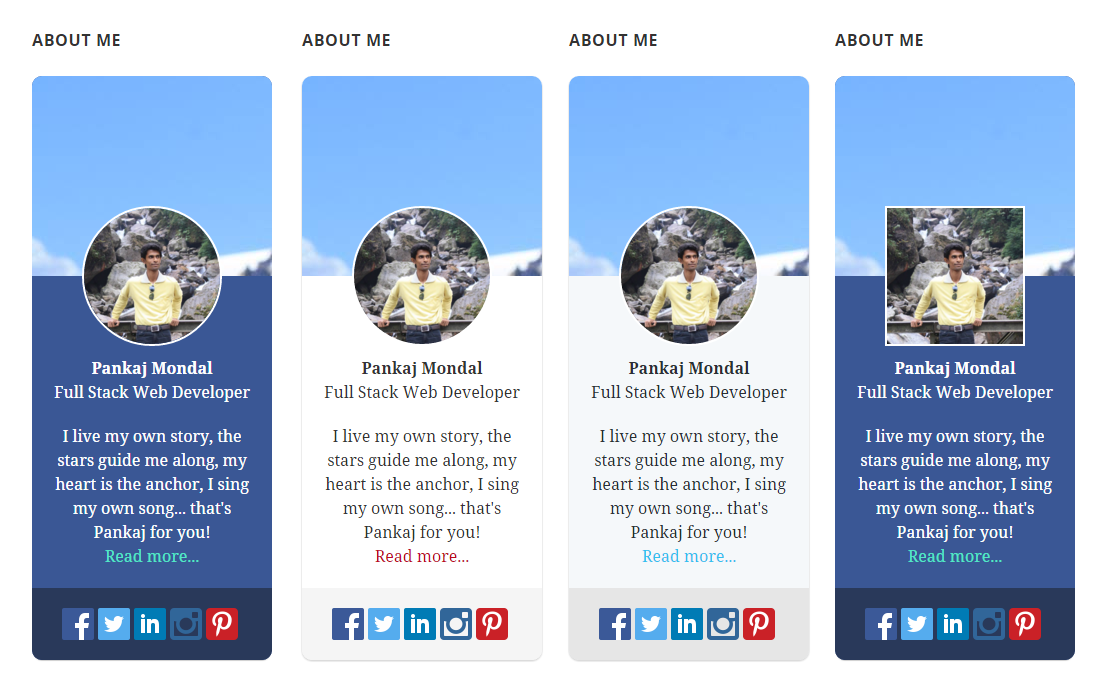 ABOUT ME
Pankaj Mondal
Full Stack Web Developer
I live my own story, the
stars guide me along, my
heart is the anchor, I sing
my own song... that's
Pankaj for you!
Read more...
f in
ABOUT ME
Pankaj Mondal
Full Stack Web Developer
I live my own story, the
stars guide me along, my
heart is the anchor, I sing
my own song... that's
Pankaj for you!
Read more...
f in
ABOUT ME
Pankaj Mondal
Full Stack Web Developer
I live my own story, the
stars guide me along, my
heart is the anchor, I sing
my own song... that's
Pankaj for you!
Read more...
f in
ABOUT ME
Pankaj Mondal
Full Stack Web Developer
I live my own story, the
stars guide me along, my
heart is the anchor, I sing
my own song... that's
Pankaj for you!
Read more...
f in